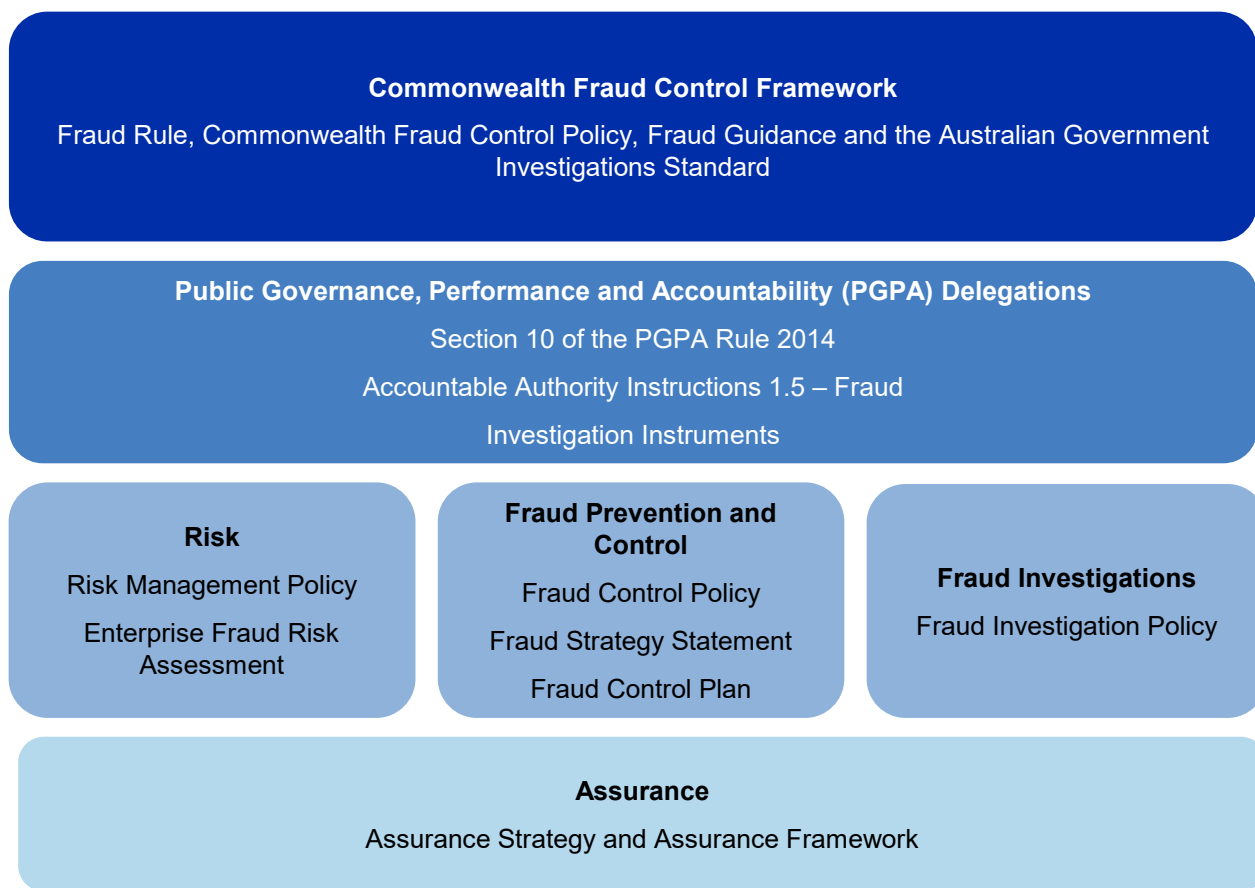 Commonwealth Fraud Control Framework
Fraud Rule, Commonwealth Fraud Control Policy, Fraud Guidance and the Australian Government
Investigations Standard
Public Governance, Performance and Accountability (PGPA) Delegations
Section 10 of the PGPA Rule 2014
Accountable Authority Instructions 1.5 – Fraud
Investigation Instruments
Risk
Risk Management Policy
Enterprise Fraud Risk
Assessment
Fraud Prevention and
Control
Fraud Control Policy
Fraud Strategy Statement
Fraud Control Plan
Fraud Investigations
Fraud Investigation Policy
Assurance
Assurance Strategy and Assurance Framework